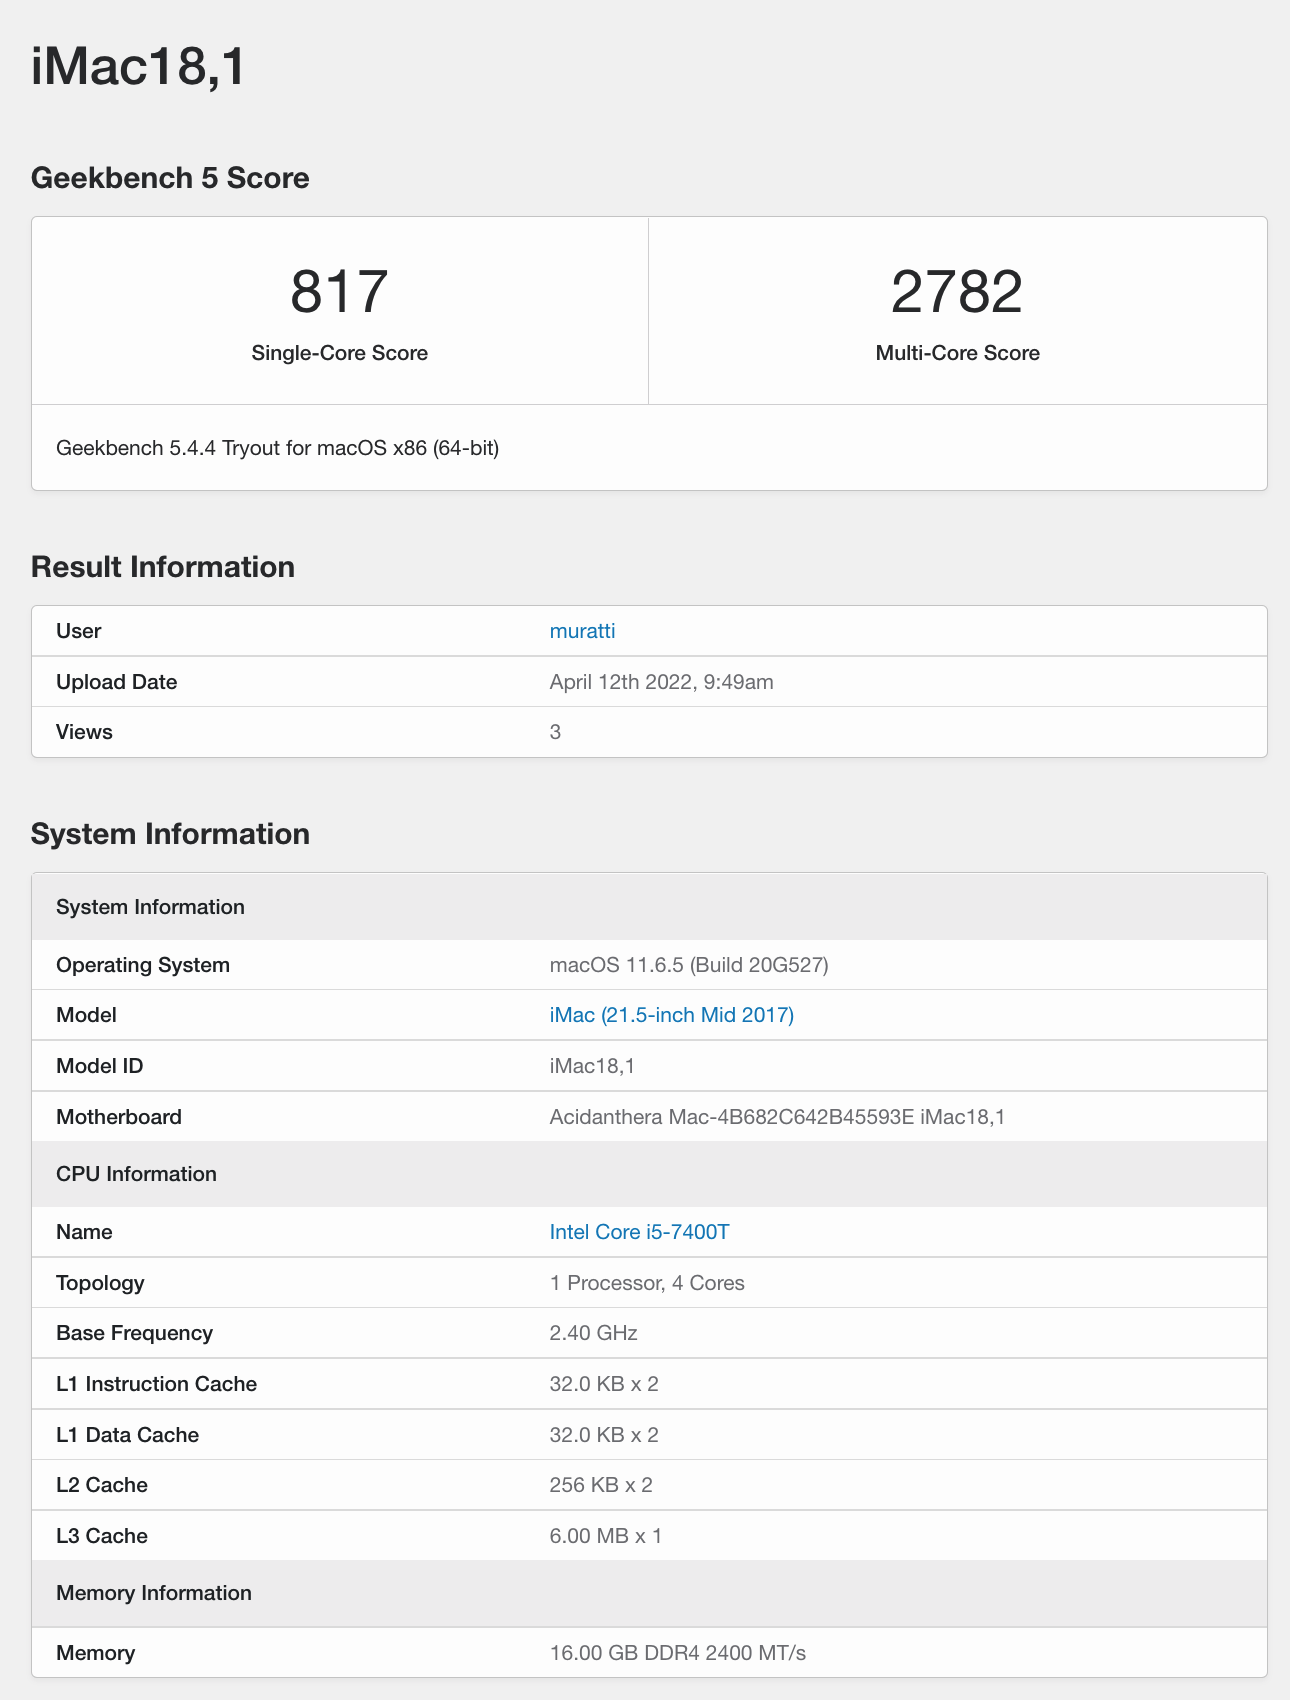 iMac18,1
Geekbench 5 Score
817
Single-Core Score
2782
Multi-Core Score
Geekbench 5.4.4 Tryout for macOS x86 (64-bit)
Result Information
User muratti
Upload Date April 12th 2022, 9:49am
Views 3
System Information
System Information
Operating System macOS 11.6.5 (Build 20G527)
Model iMac (21.5-inch Mid 2017)
Model ID iMac18,1
Motherboard Acidanthera Mac-4B682C642B45593E iMac18,1
CPU Information
Name Intel Core i5-7400T
Topology 1 Processor, 4 Cores
Base Frequency 2.40 GHz
L1 Instruction Cache 32.0 KB x 2
L1 Data Cache 32.0 KB x 2
L2 Cache 256 KB x 2
L3 Cache 6.00 MB x 1
Memory Information
Memory 16.00 GB DDR4 2400 MT/s